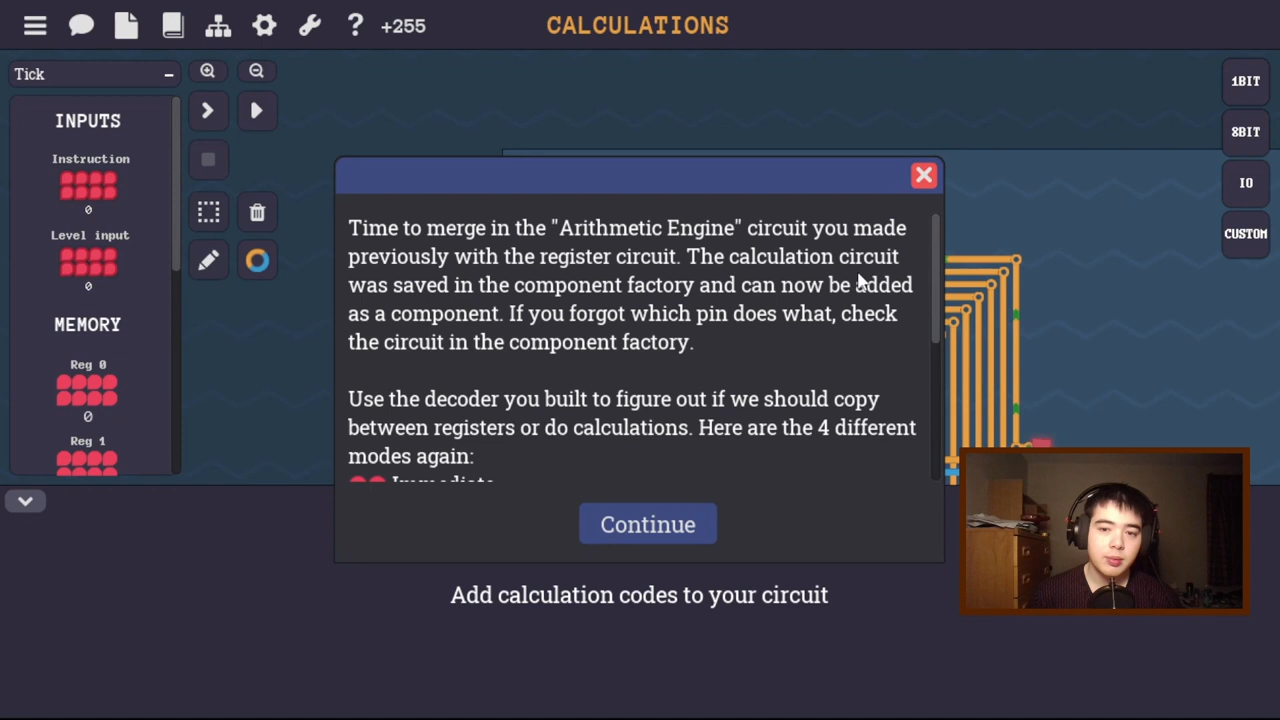 +255
CALCULATIONS
Tick
INPUTS
Instruction
0
Level input
0
MEMORY
Reg 0
0
Reg 1
1BIT
8BIT
IO
CUSTOM
Time to merge in the "Arithmetic Engine" circuit you made
previously with the register circuit. The calculation circuit
was saved in the component factory and can now be added
as a component. If you forgot which pin does what, check
the circuit in the component factory.
Use the decoder you built to figure out if we should copy
between registers or do calculations. Here are the 4 different
modes again:
Immediate
Continue
Add calculation codes to your circuit